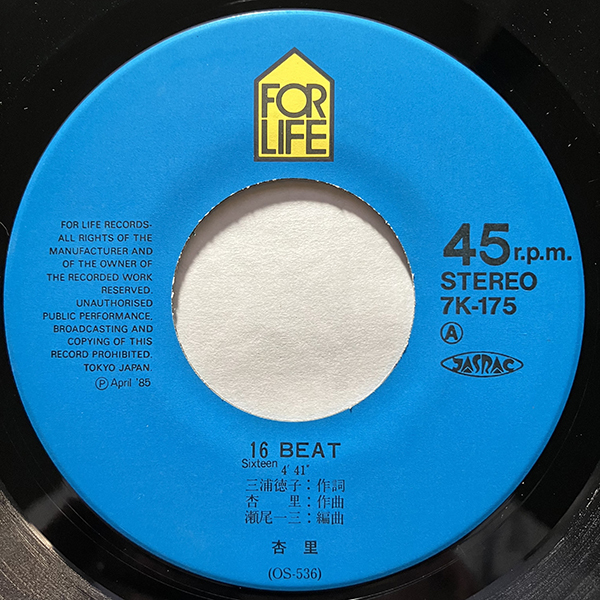 FOR
LIFE
FOR LIFE RECORDS-
ALL RIGHTS OF THE
MANUFACTURER AND
OF THE OWNER OF
THE RECORDED WORK
RESERVED.
UNAUTHORISED
PUBLIC PERFORMANCE,
BROADCASTING AND
COPYING OF THIS
RECORD PROHIBITED.
TOKYO JAPAN.
Ⓟ April '85
45 r.p.m.
STEREO
7K-175
Ⓐ
JASRAC
16 BEAT
Sixteen 4' 41"
三浦徳子：作詞
杏里：作曲
瀬尾一三：編曲
杏里
(OS-536)